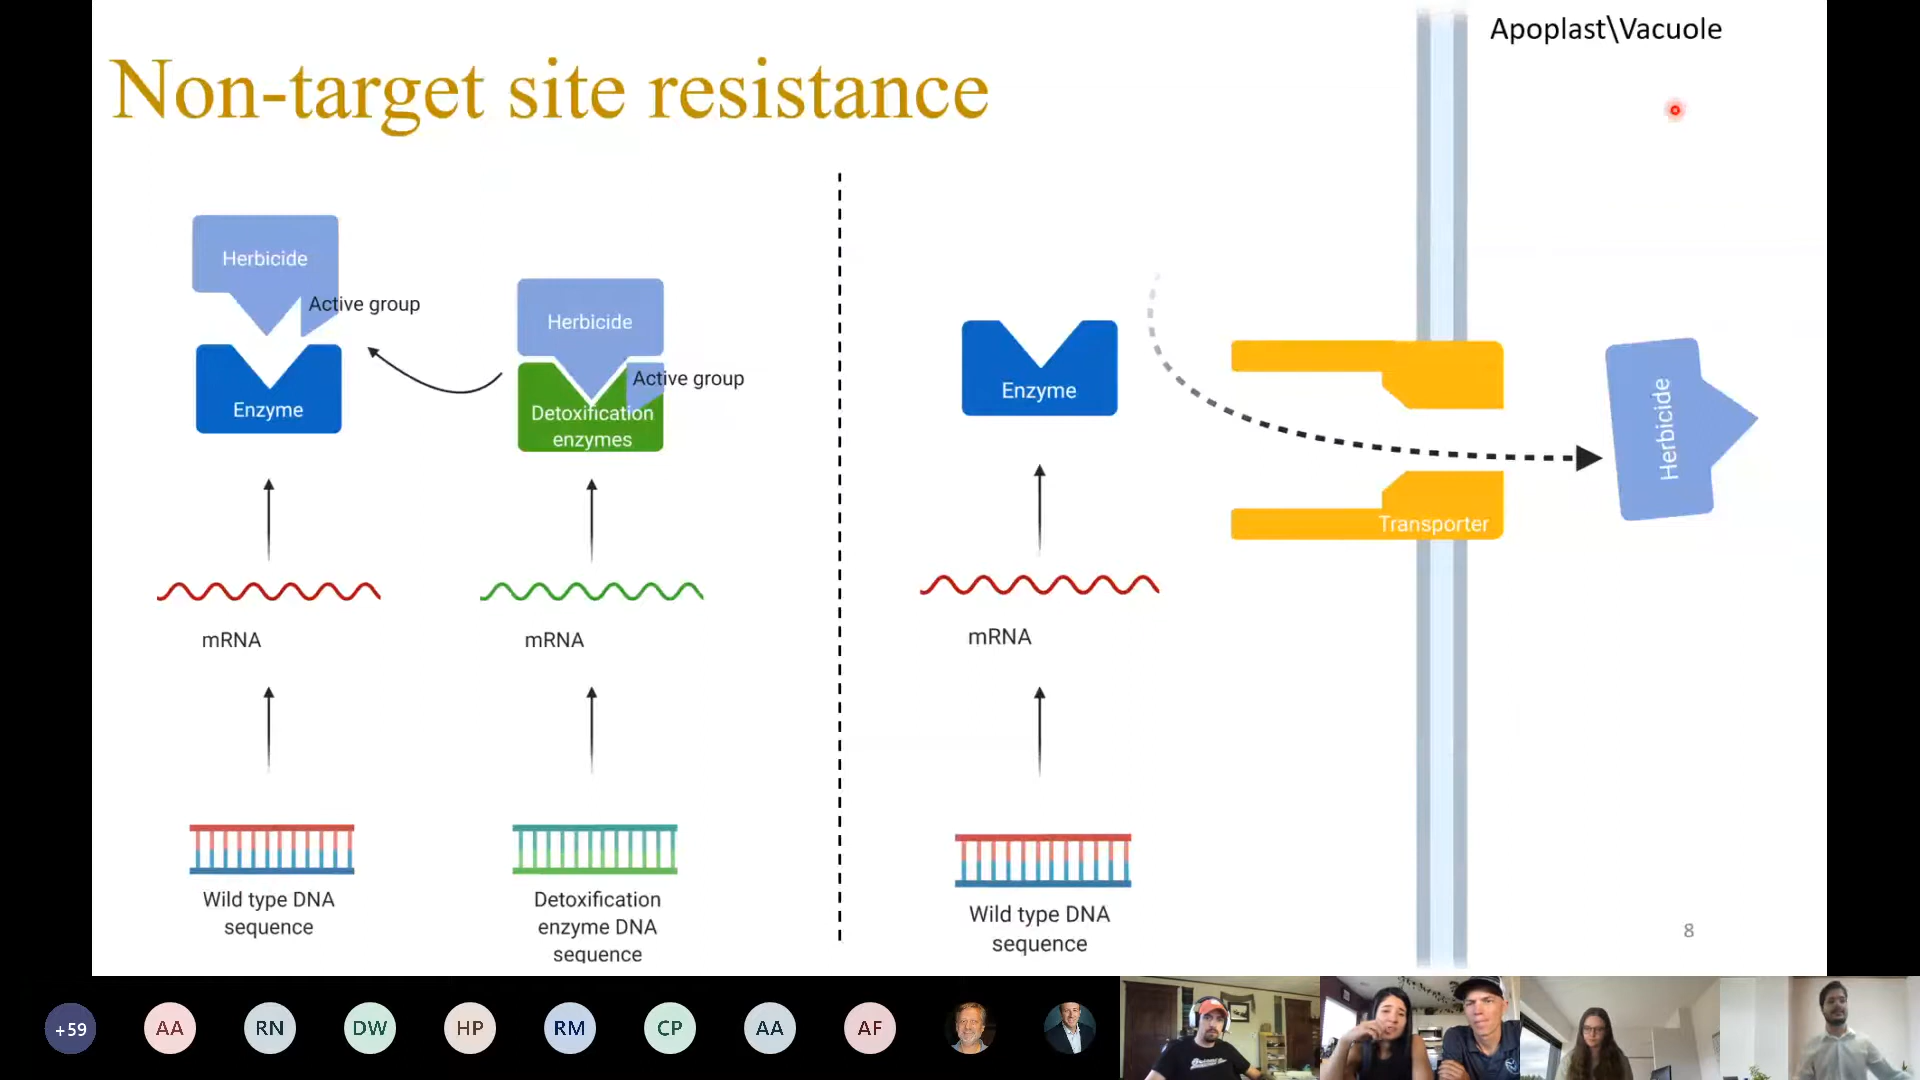 Apoplast\Vacuole
Non-target site resistance
Herbicide
Active group
Enzyme
Herbicide
Active group
Detoxification
enzymes
mRNA
mRNA
Wild type DNA
sequence
Detoxification
enzyme DNA
sequence
Enzyme
mRNA
Wild type DNA
sequence
Transporter
Herbicide
8
+59
AA
RN
DW
HP
RM
CP
AA
AF